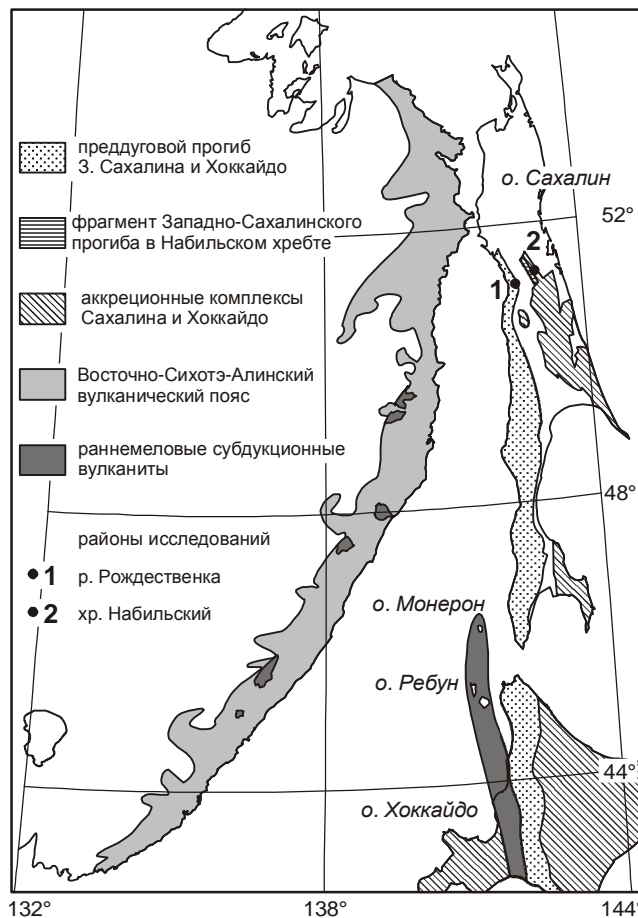 преддуговой прогиб
З. Сахалина и Хоккайдо
о. Сахалин
52°
фрагмент Западно-Сахалинского
прогиба в Набильском хребте
2
1
аккреционные комплексы
Сахалина и Хоккайдо
Восточно-Сихотэ-Алинский
вулканический пояс
раннемеловые субдукционные
вулканиты
48°
районы исследований
1 р. Рождественка
2 хр. Набильский
о. Монерон
о. Ребун
44°
о. Хоккайдо
132°
138°
144°